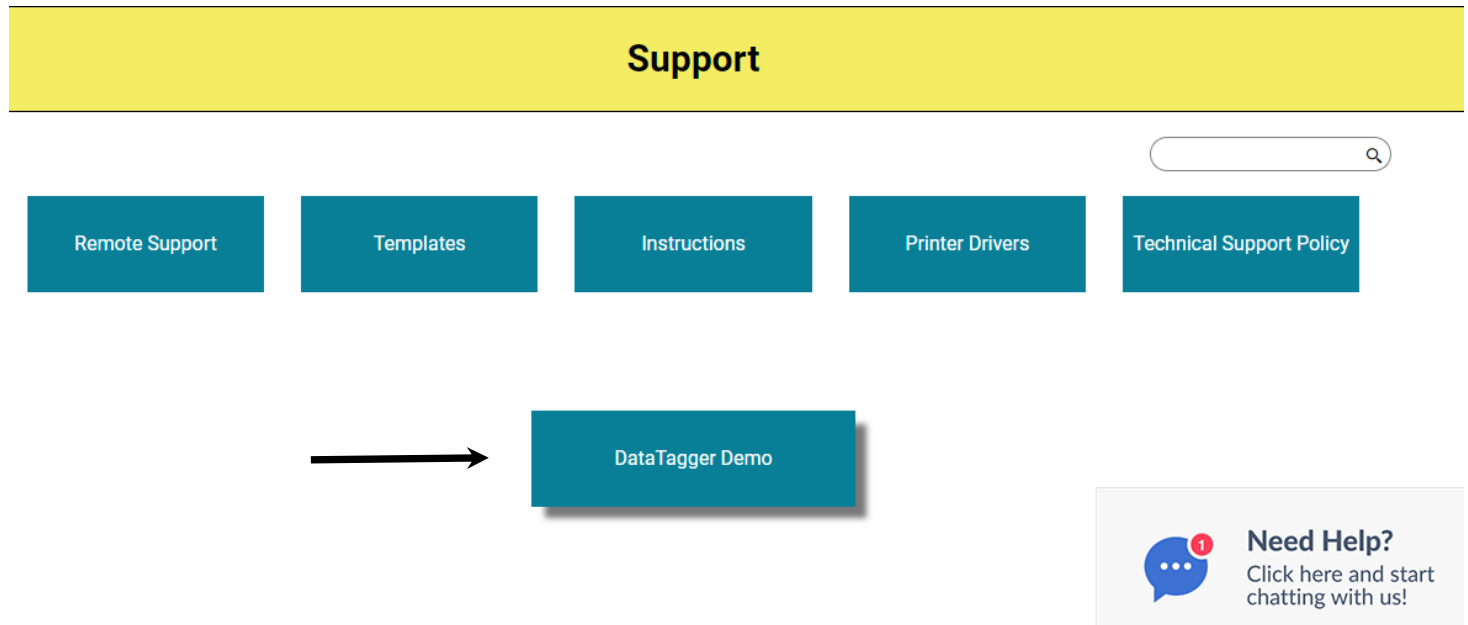 Support
Remote Support
Templates
Instructions
Printer Drivers
Technical Support Policy
DataTagger Demo
1
Need Help?
Click here and start
chatting with us!